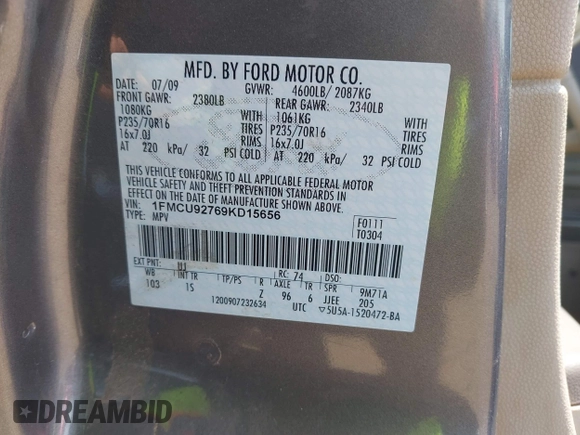 MFD. BY FORD MOTOR CO.
DATE: 07/09 GVWR: 4600LB/ 2087KG
FRONT GAWR: 2380LB REAR GAWR: 2340LB
1080KG WITH 1061KG WITH
P235/70R16 TIRES P235/70R16 TIRES
16x7.0J RIMS 16x7.0J RIMS
AT 220 kPa/ 32 PSI COLD AT 220 kPa/ 32 PSI COLD
THIS VEHICLE CONFORMS TO ALL APPLICABLE FEDERAL MOTOR
VEHICLE SAFETY AND THEFT PREVENTION STANDARDS IN
EFFECT ON THE DATE OF MANUFACTURE SHOWN ABOVE.
VIN: 1FMCU92769KD15656 F0111
TYPE: MPV T0304
EXT PNT: RC: 74 DSO:
WB INT TR TP/PS R AXLE TR SPR 9M71A
103 15 Z 96 6 JJEE 205
1200907232634 UTC ▽5U5A-1520472-BA
DREAMBID